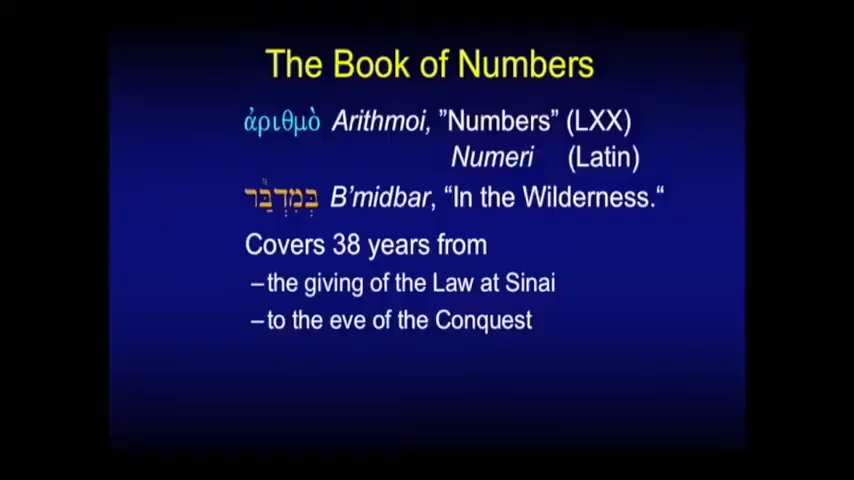 The Book of Numbers
ἀριθμὸ Arithmoi, ”Numbers” (LXX)
Numeri (Latin)
בְּמִדְבַּ֨ר B’midbar, “In the Wilderness.“
Covers 38 years from
–the giving of the Law at Sinai
–to the eve of the Conquest